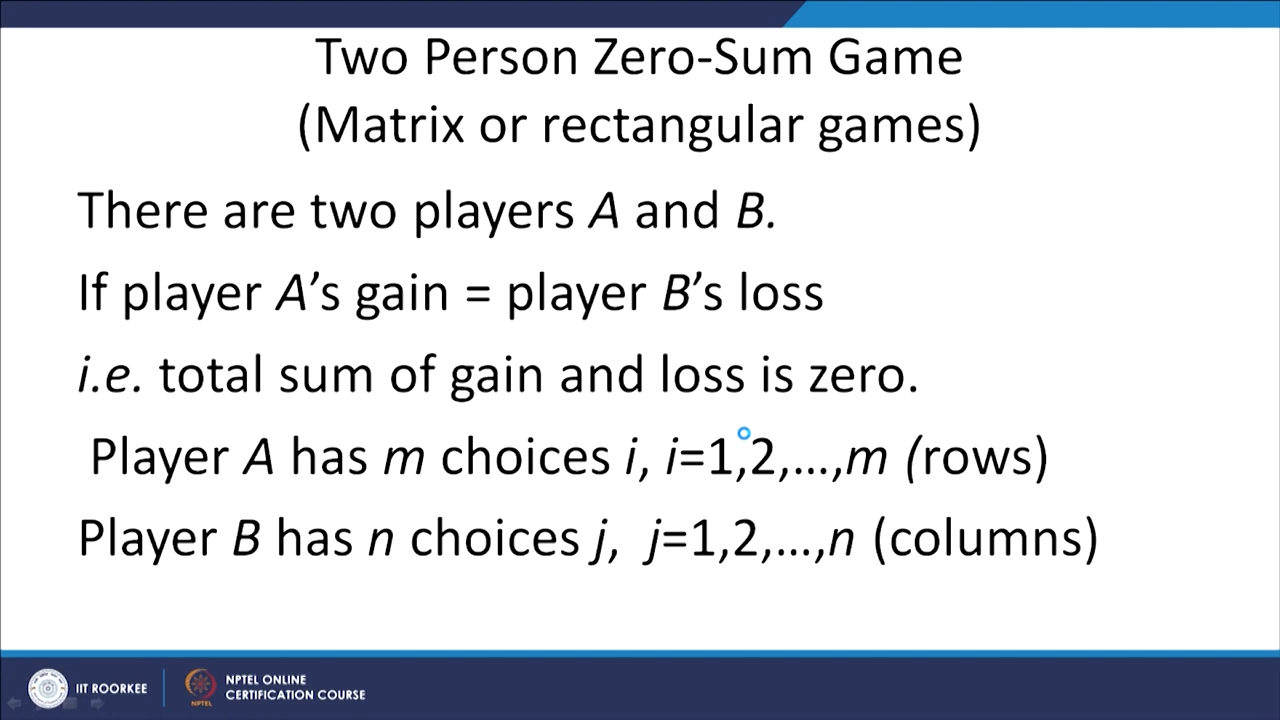 Two Person Zero-Sum Game
(Matrix or rectangular games)
There are two players A and B.
If player A’s gain = player B’s loss
i.e. total sum of gain and loss is zero.
Player A has m choices i, i=1,2,...,m (rows)
Player B has n choices j, j=1,2,...,n (columns)
IIT ROORKEE
NPTEL
NPTEL ONLINE
CERTIFICATION COURSE